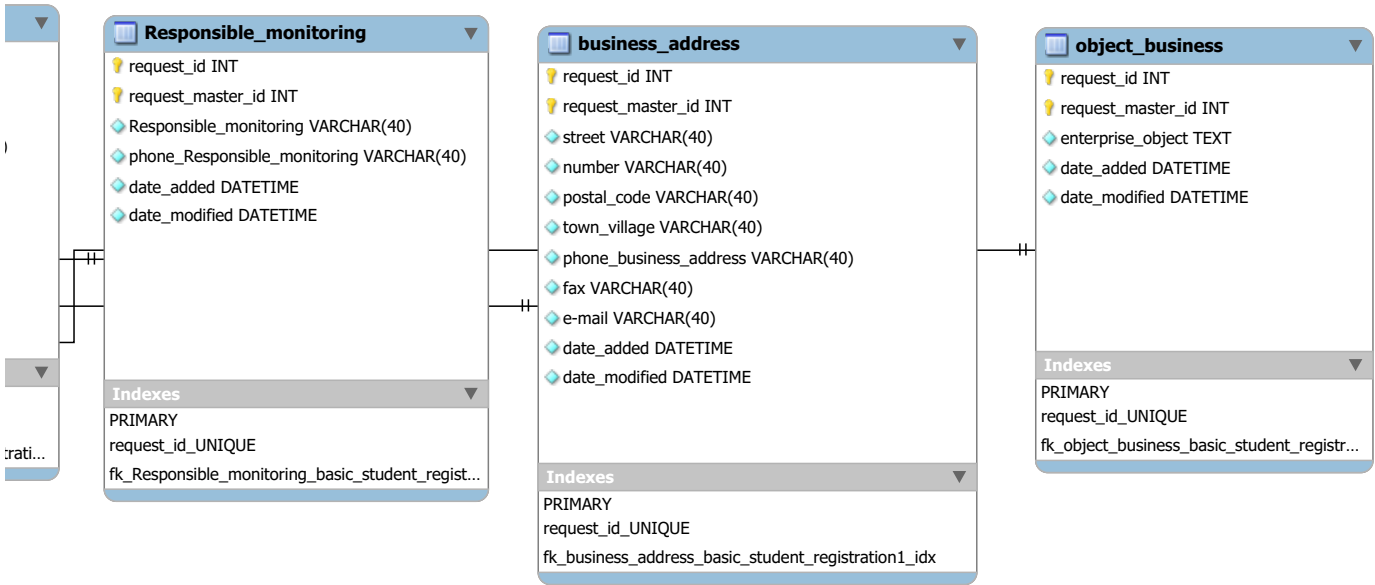 )
trati...
Responsible_monitoring
request_id INT
request_master_id INT
Responsible_monitoring VARCHAR(40)
phone_Responsible_monitoring VARCHAR(40)
date_added DATETIME
date_modified DATETIME
Indexes
PRIMARY
request_id_UNIQUE
fk_Responsible_monitoring_basic_student_regist...
business_address
request_id INT
request_master_id INT
street VARCHAR(40)
number VARCHAR(40)
postal_code VARCHAR(40)
town_village VARCHAR(40)
phone_business_address VARCHAR(40)
fax VARCHAR(40)
e-mail VARCHAR(40)
date_added DATETIME
date_modified DATETIME
Indexes
PRIMARY
request_id_UNIQUE
fk_business_address_basic_student_registration1_idx
object_business
request_id INT
request_master_id INT
enterprise_object TEXT
date_added DATETIME
date_modified DATETIME
Indexes
PRIMARY
request_id_UNIQUE
fk_object_business_basic_student_registr...